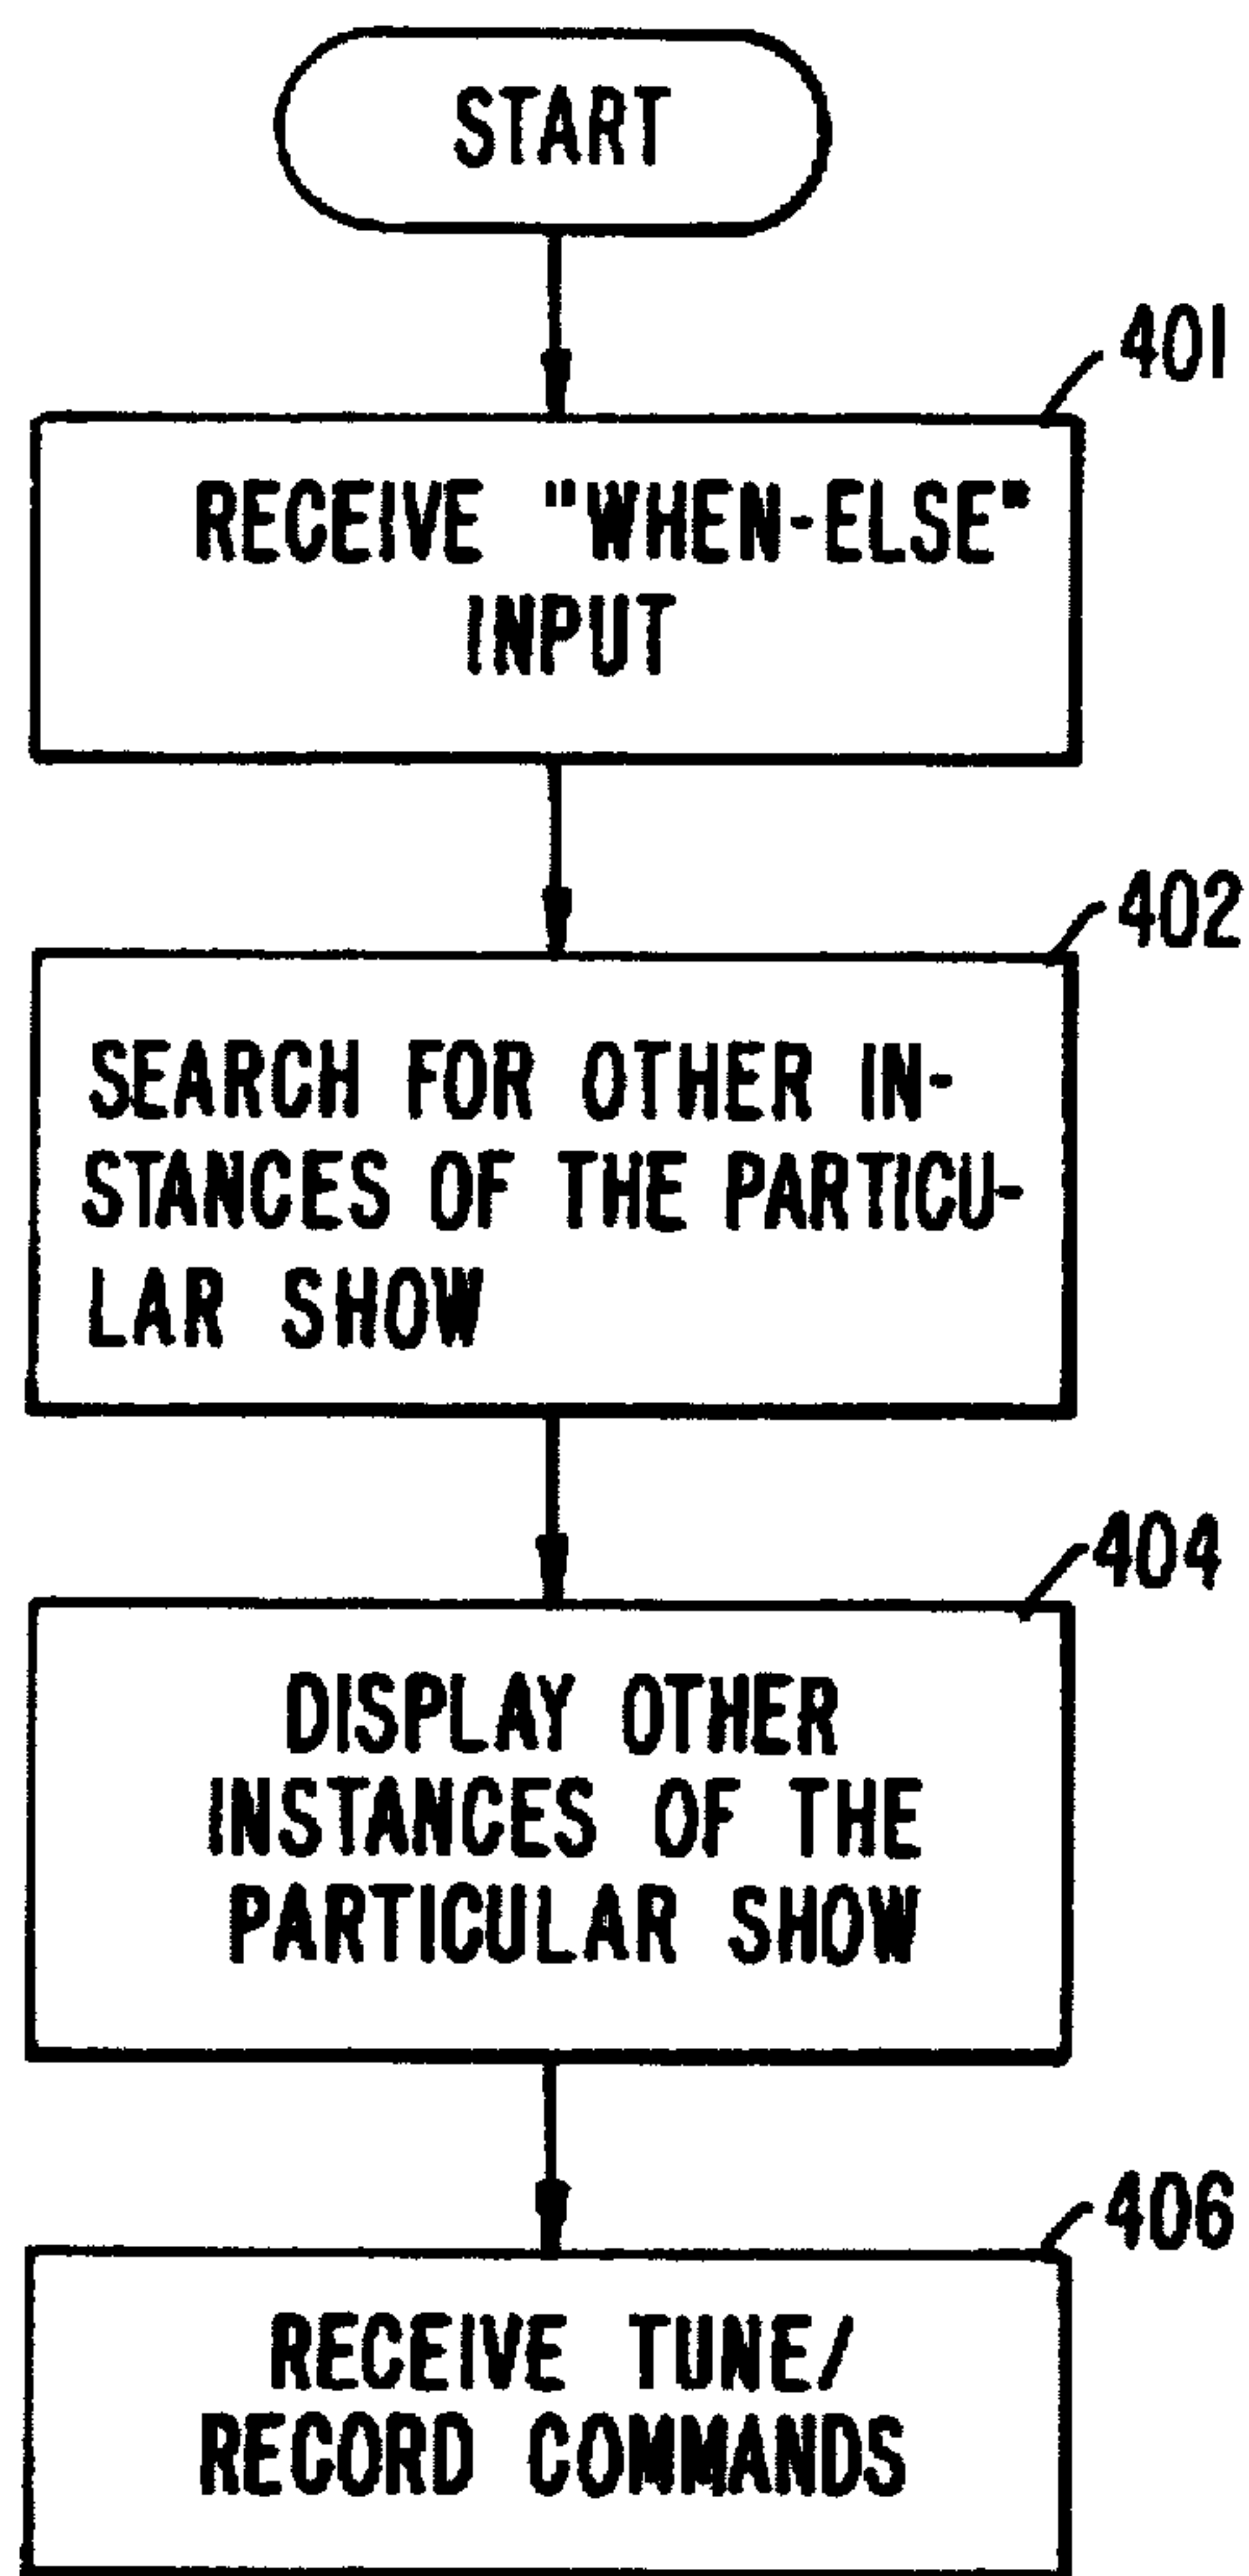 START
401
RECEIVE "WHEN-ELSE"
INPUT
402
SEARCH FOR OTHER IN-
STANCES OF THE PARTICU-
LAR SHOW
404
DISPLAY OTHER
INSTANCES OF THE
PARTICULAR SHOW
406
RECEIVE TUNE/
RECORD COMMANDS